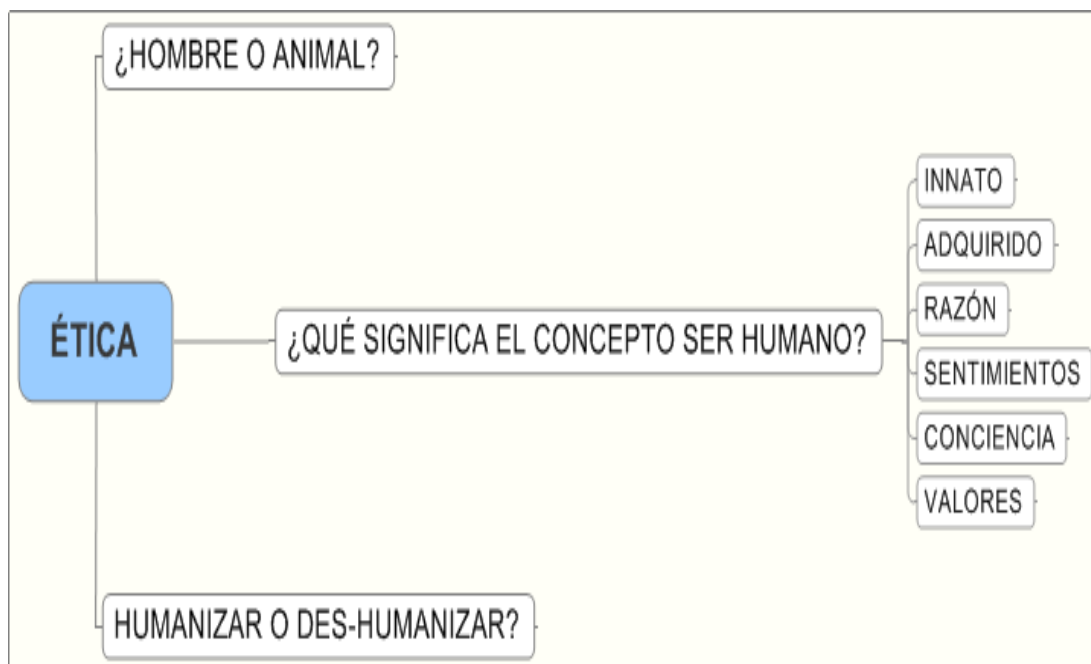 ¿HOMBRE O ANIMAL?
ÉTICA
¿QUÉ SIGNIFICA EL CONCEPTO SER HUMANO?
INNATO
ADQUIRIDO
RAZÓN
SENTIMIENTOS
CONCIENCIA
VALORES
HUMANIZAR O DES-HUMANIZAR?